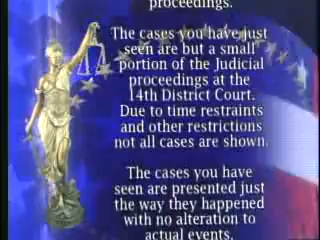 proceedings.
The cases you have just
seen are but a small
portion of the Judicial
proceedings at the
14th District Court.
Due to time restraints
and other restrictions
not all cases are shown.
The cases you have
seen are presented just
the way they happened
with no alteration to
actual events.